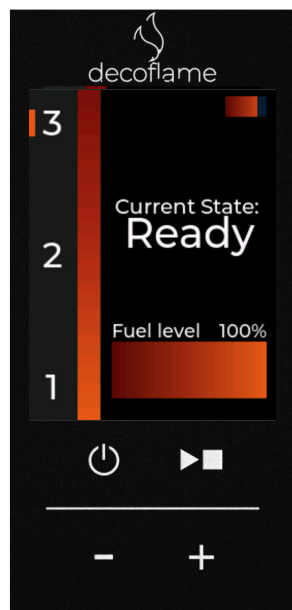 decoflame
3
Current State:
Ready
2
Fuel level 100%
1
- +